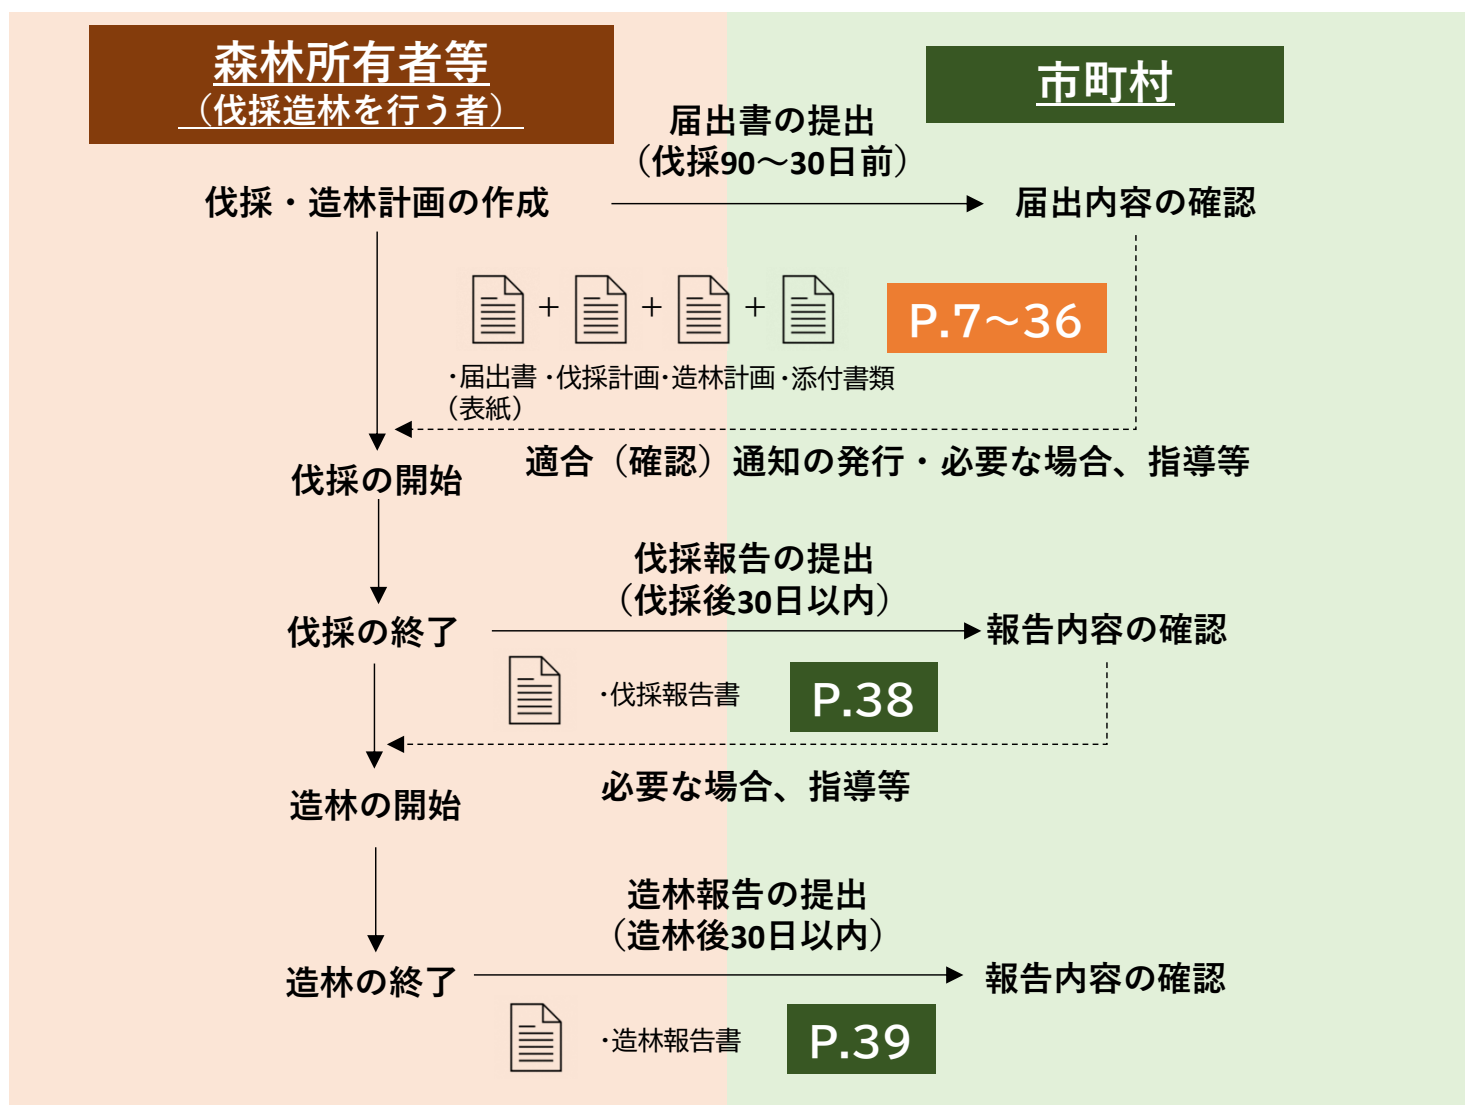 森林所有者等
（伐採造林を行う者）
市町村
届出書の提出
（伐採90～30日前）
伐採・造林計画の作成
届出内容の確認
＋ ＋ ＋
P.7～36
・届出書 ・伐採計画・造林計画・添付書類
（表紙）
適合（確認）通知の発行・必要な場合、指導等
伐採の開始
伐採報告の提出
（伐採後30日以内）
伐採の終了
報告内容の確認
・伐採報告書
P.38
必要な場合、指導等
造林の開始
造林報告の提出
（造林後30日以内）
造林の終了
報告内容の確認
・造林報告書
P.39